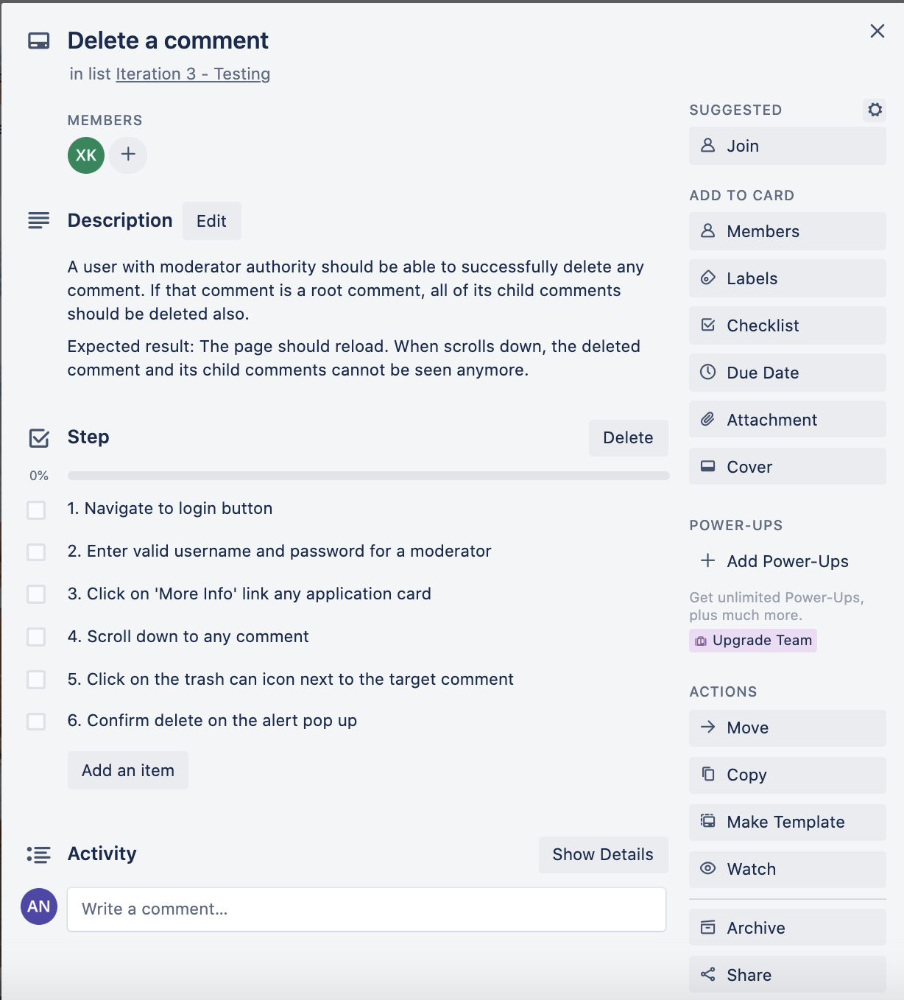 Delete a comment
in list Iteration 3 - Testing
MEMBERS
XK
Description
Edit
A user with moderator authority should be able to successfully delete any
comment. If that comment is a root comment, all of its child comments
should be deleted also.
Expected result: The page should reload. When scrolls down, the deleted
comment and its child comments cannot be seen anymore.
Step
Delete
0%
1. Navigate to login button
2. Enter valid username and password for a moderator
3. Click on 'More Info' link any application card
4. Scroll down to any comment
5. Click on the trash can icon next to the target comment
6. Confirm delete on the alert pop up
Add an item
Activity
Show Details
AN
Write a comment...
SUGGESTED
Join
ADD TO CARD
Members
Labels
Checklist
Due Date
Attachment
Cover
POWER-UPS
Add Power-Ups
Get unlimited Power-Ups,
plus much more.
Upgrade Team
ACTIONS
Move
Copy
Make Template
Watch
Archive
Share